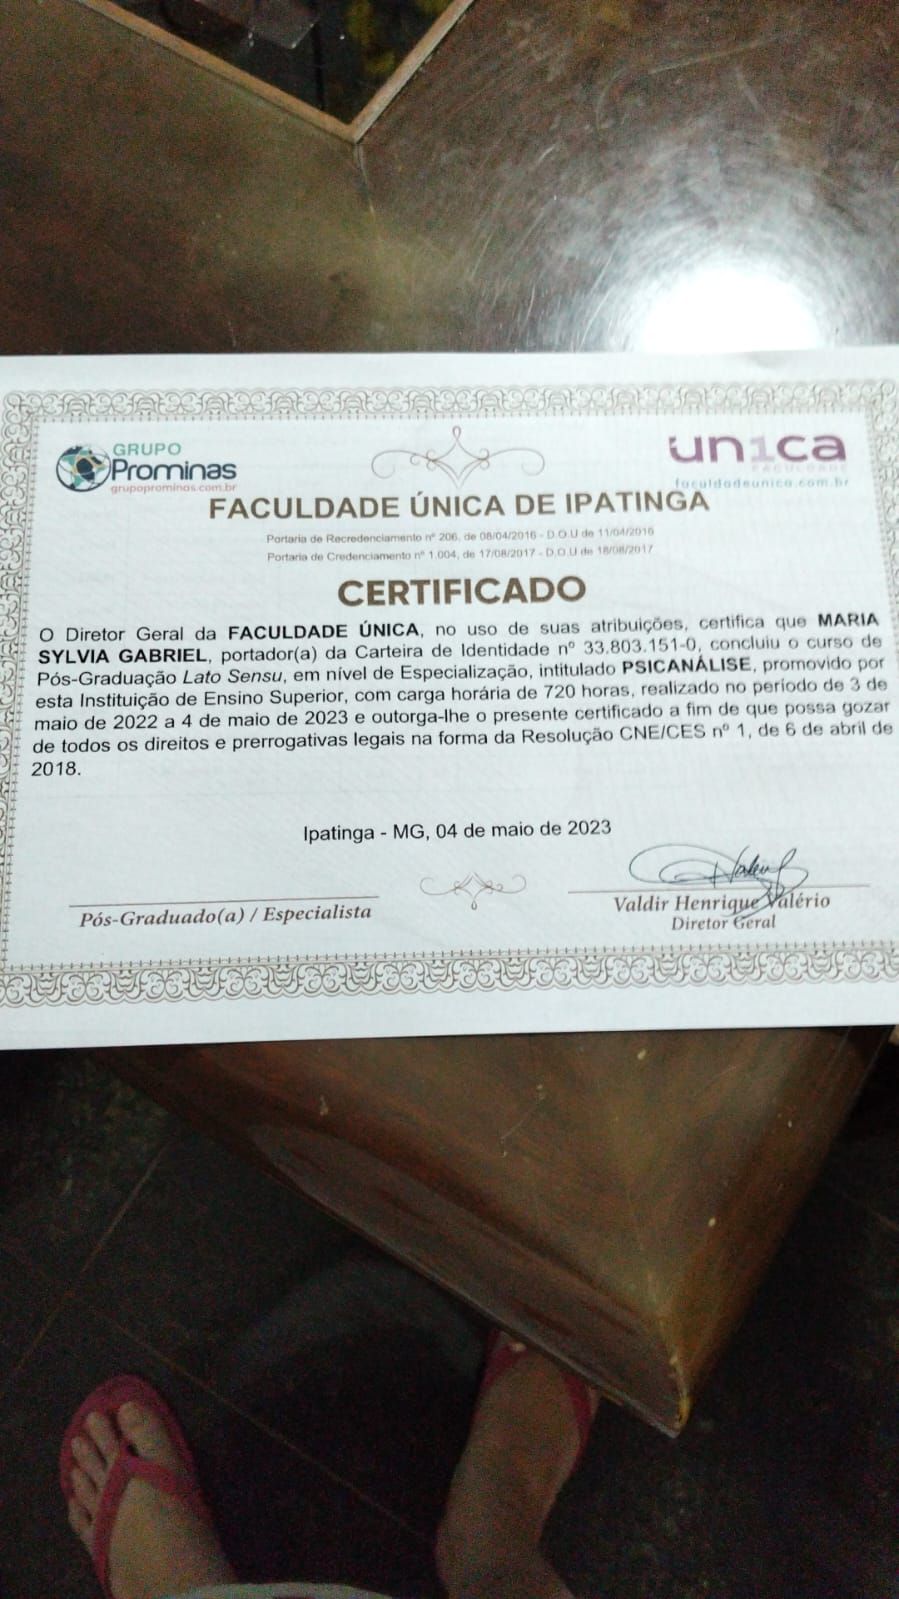 GRUPO
Prominas
grupoprominas.com.br
un1ca
FACULDADE
faculdadeunica.com.br
FACULDADE ÚNICA DE IPATINGA
Portaria de Recredenciamento nº 206, de 08/04/2016 - D.O.U de 11/04/2016
Portaria de Credenciamento nº 1.004, de 17/08/2017 - D.O.U de 18/08/2017
CERTIFICADO
O Diretor Geral da FACULDADE ÚNICA, no uso de suas atribuições, certifica que MARIA
SYLVIA GABRIEL, portador(a) da Carteira de Identidade nº 33.803.151-0, concluiu o curso de
Pós-Graduação Lato Sensu, em nível de Especialização, intitulado PSICANÁLISE, promovido por
esta Instituição de Ensino Superior, com carga horária de 720 horas, realizado no período de 3 de
maio de 2022 a 4 de maio de 2023 e outorga-lhe o presente certificado a fim de que possa gozar
de todos os direitos e prerrogativas legais na forma da Resolução CNE/CES nº 1, de 6 de abril de
2018.
Ipatinga - MG, 04 de maio de 2023
Pós-Graduado(a) / Especialista
Valdir Henrique Valério
Diretor Geral